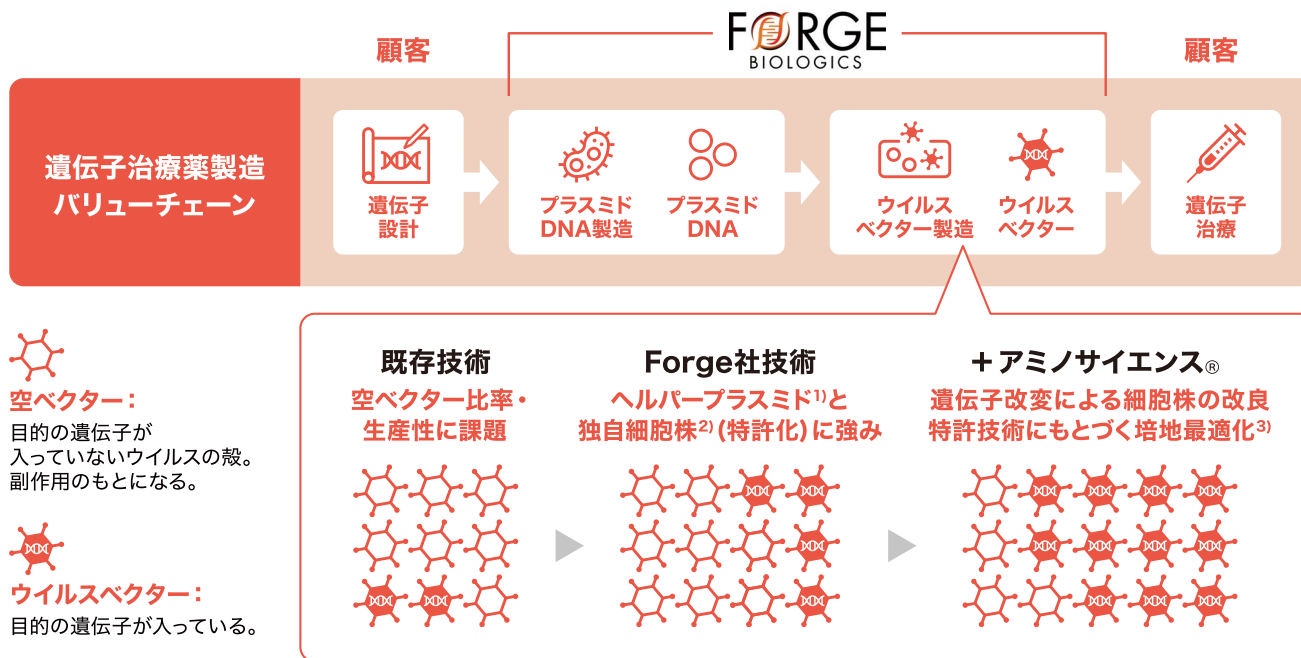 顧客
FORGE
BIOLOGICS
顧客
遺伝子治療薬製造
バリューチェーン
遺伝子
設計
プラスミド
DNA製造
プラスミド
DNA
ウイルス
ベクター製造
ウイルス
ベクター
遺伝子
治療
空ベクター：
目的の遺伝子が
入っていないウイルスの殻。
副作用のもとになる。
ウイルスベクター：
目的の遺伝子が入っている。
既存技術
空ベクター比率・
生産性に課題
Forge社技術
ヘルパープラスミド1)と
独自細胞株2)(特許化)に強み
＋アミノサイエンス®
遺伝子改変による細胞株の改良
特許技術にもとづく培地最適化3)